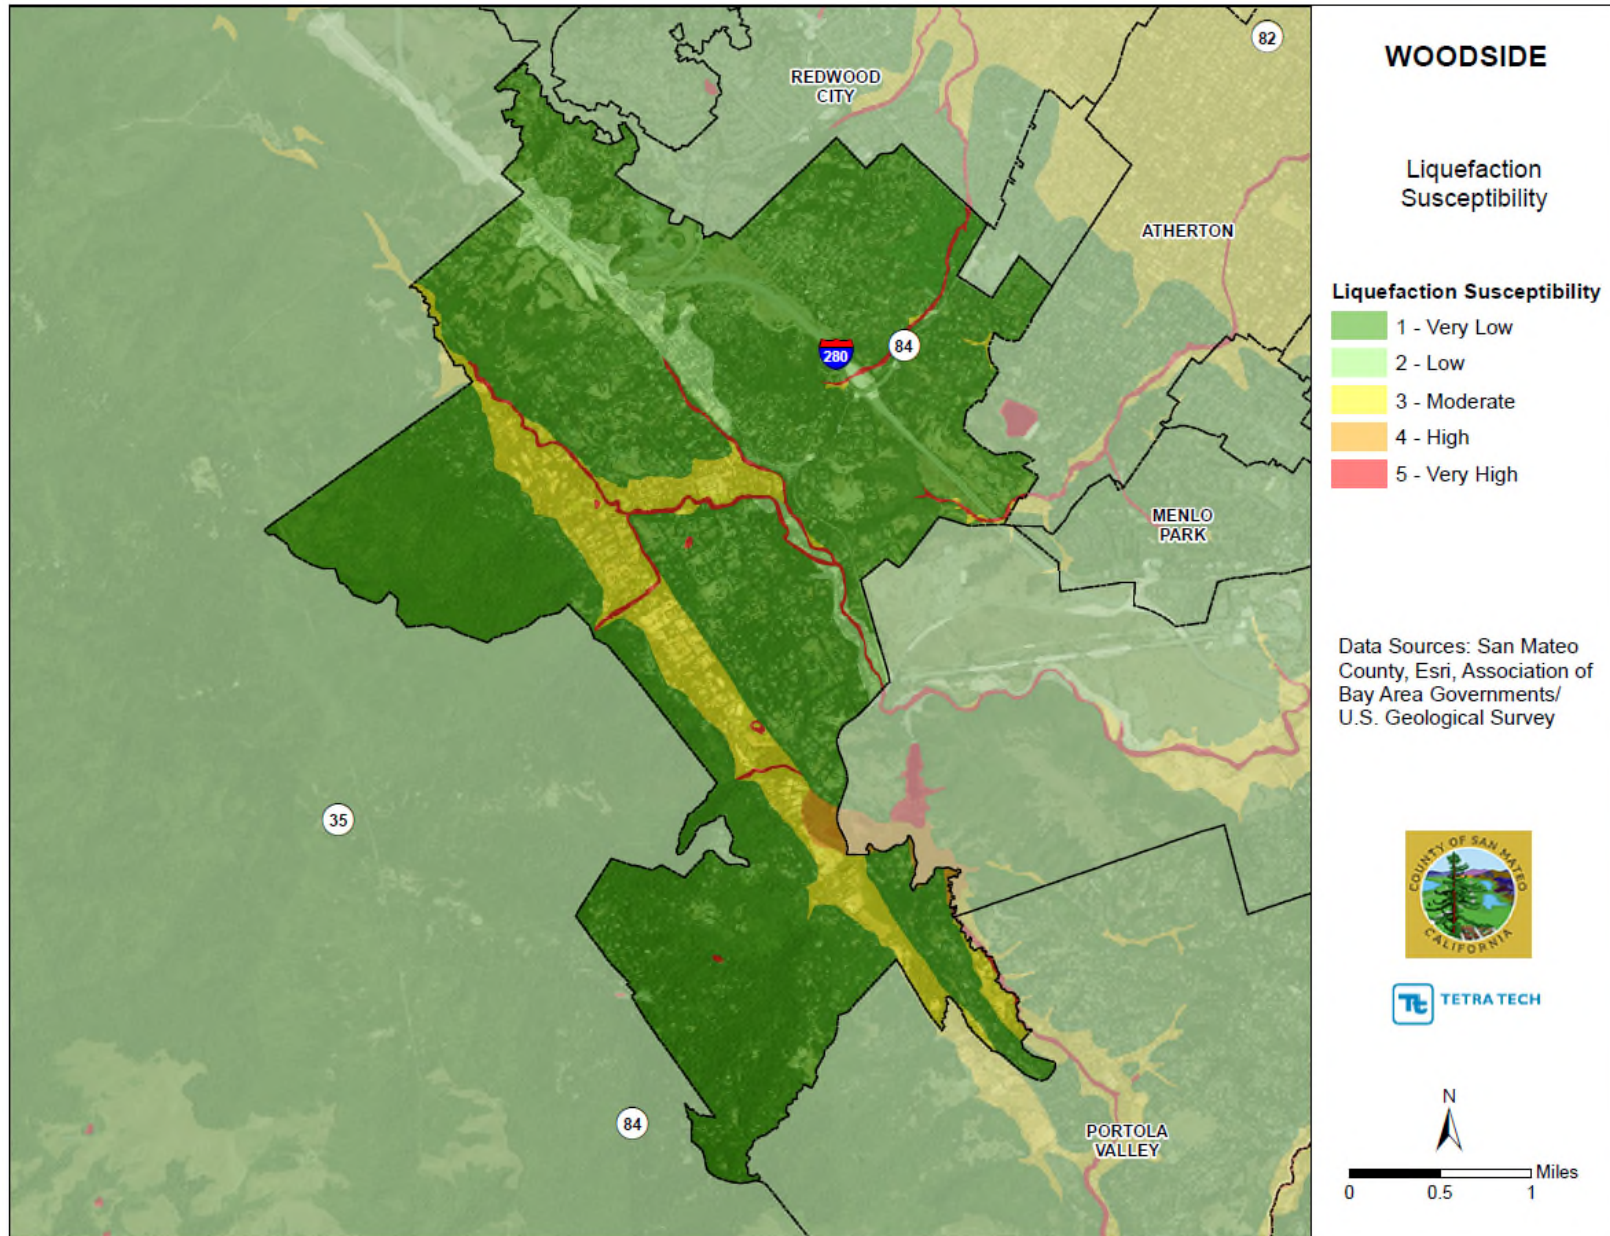 WOODSIDE
Liquefaction
Susceptibility
Liquefaction Susceptibility
1 - Very Low
2 - Low
3 - Moderate
4 - High
5 - Very High
Data Sources: San Mateo
County, Esri, Association of
Bay Area Governments/
U.S. Geological Survey
COUNTY OF SAN MATEO
CALIFORNIA
Tt TETRA TECH
N
Miles
0 0.5 1
82
REDWOOD
CITY
ATHERTON
84
280
MENLO
PARK
35
84
PORTOLA
VALLEY